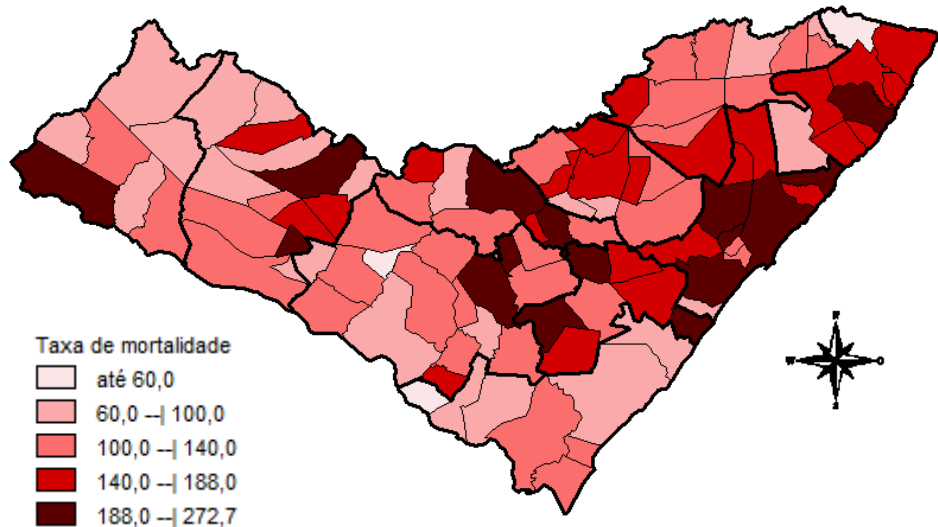 Taxa de mortalidade
até 60,0
60,0 --| 100,0
100,0 --| 140,0
140,0 --| 188,0
188,0 --| 272,7
W